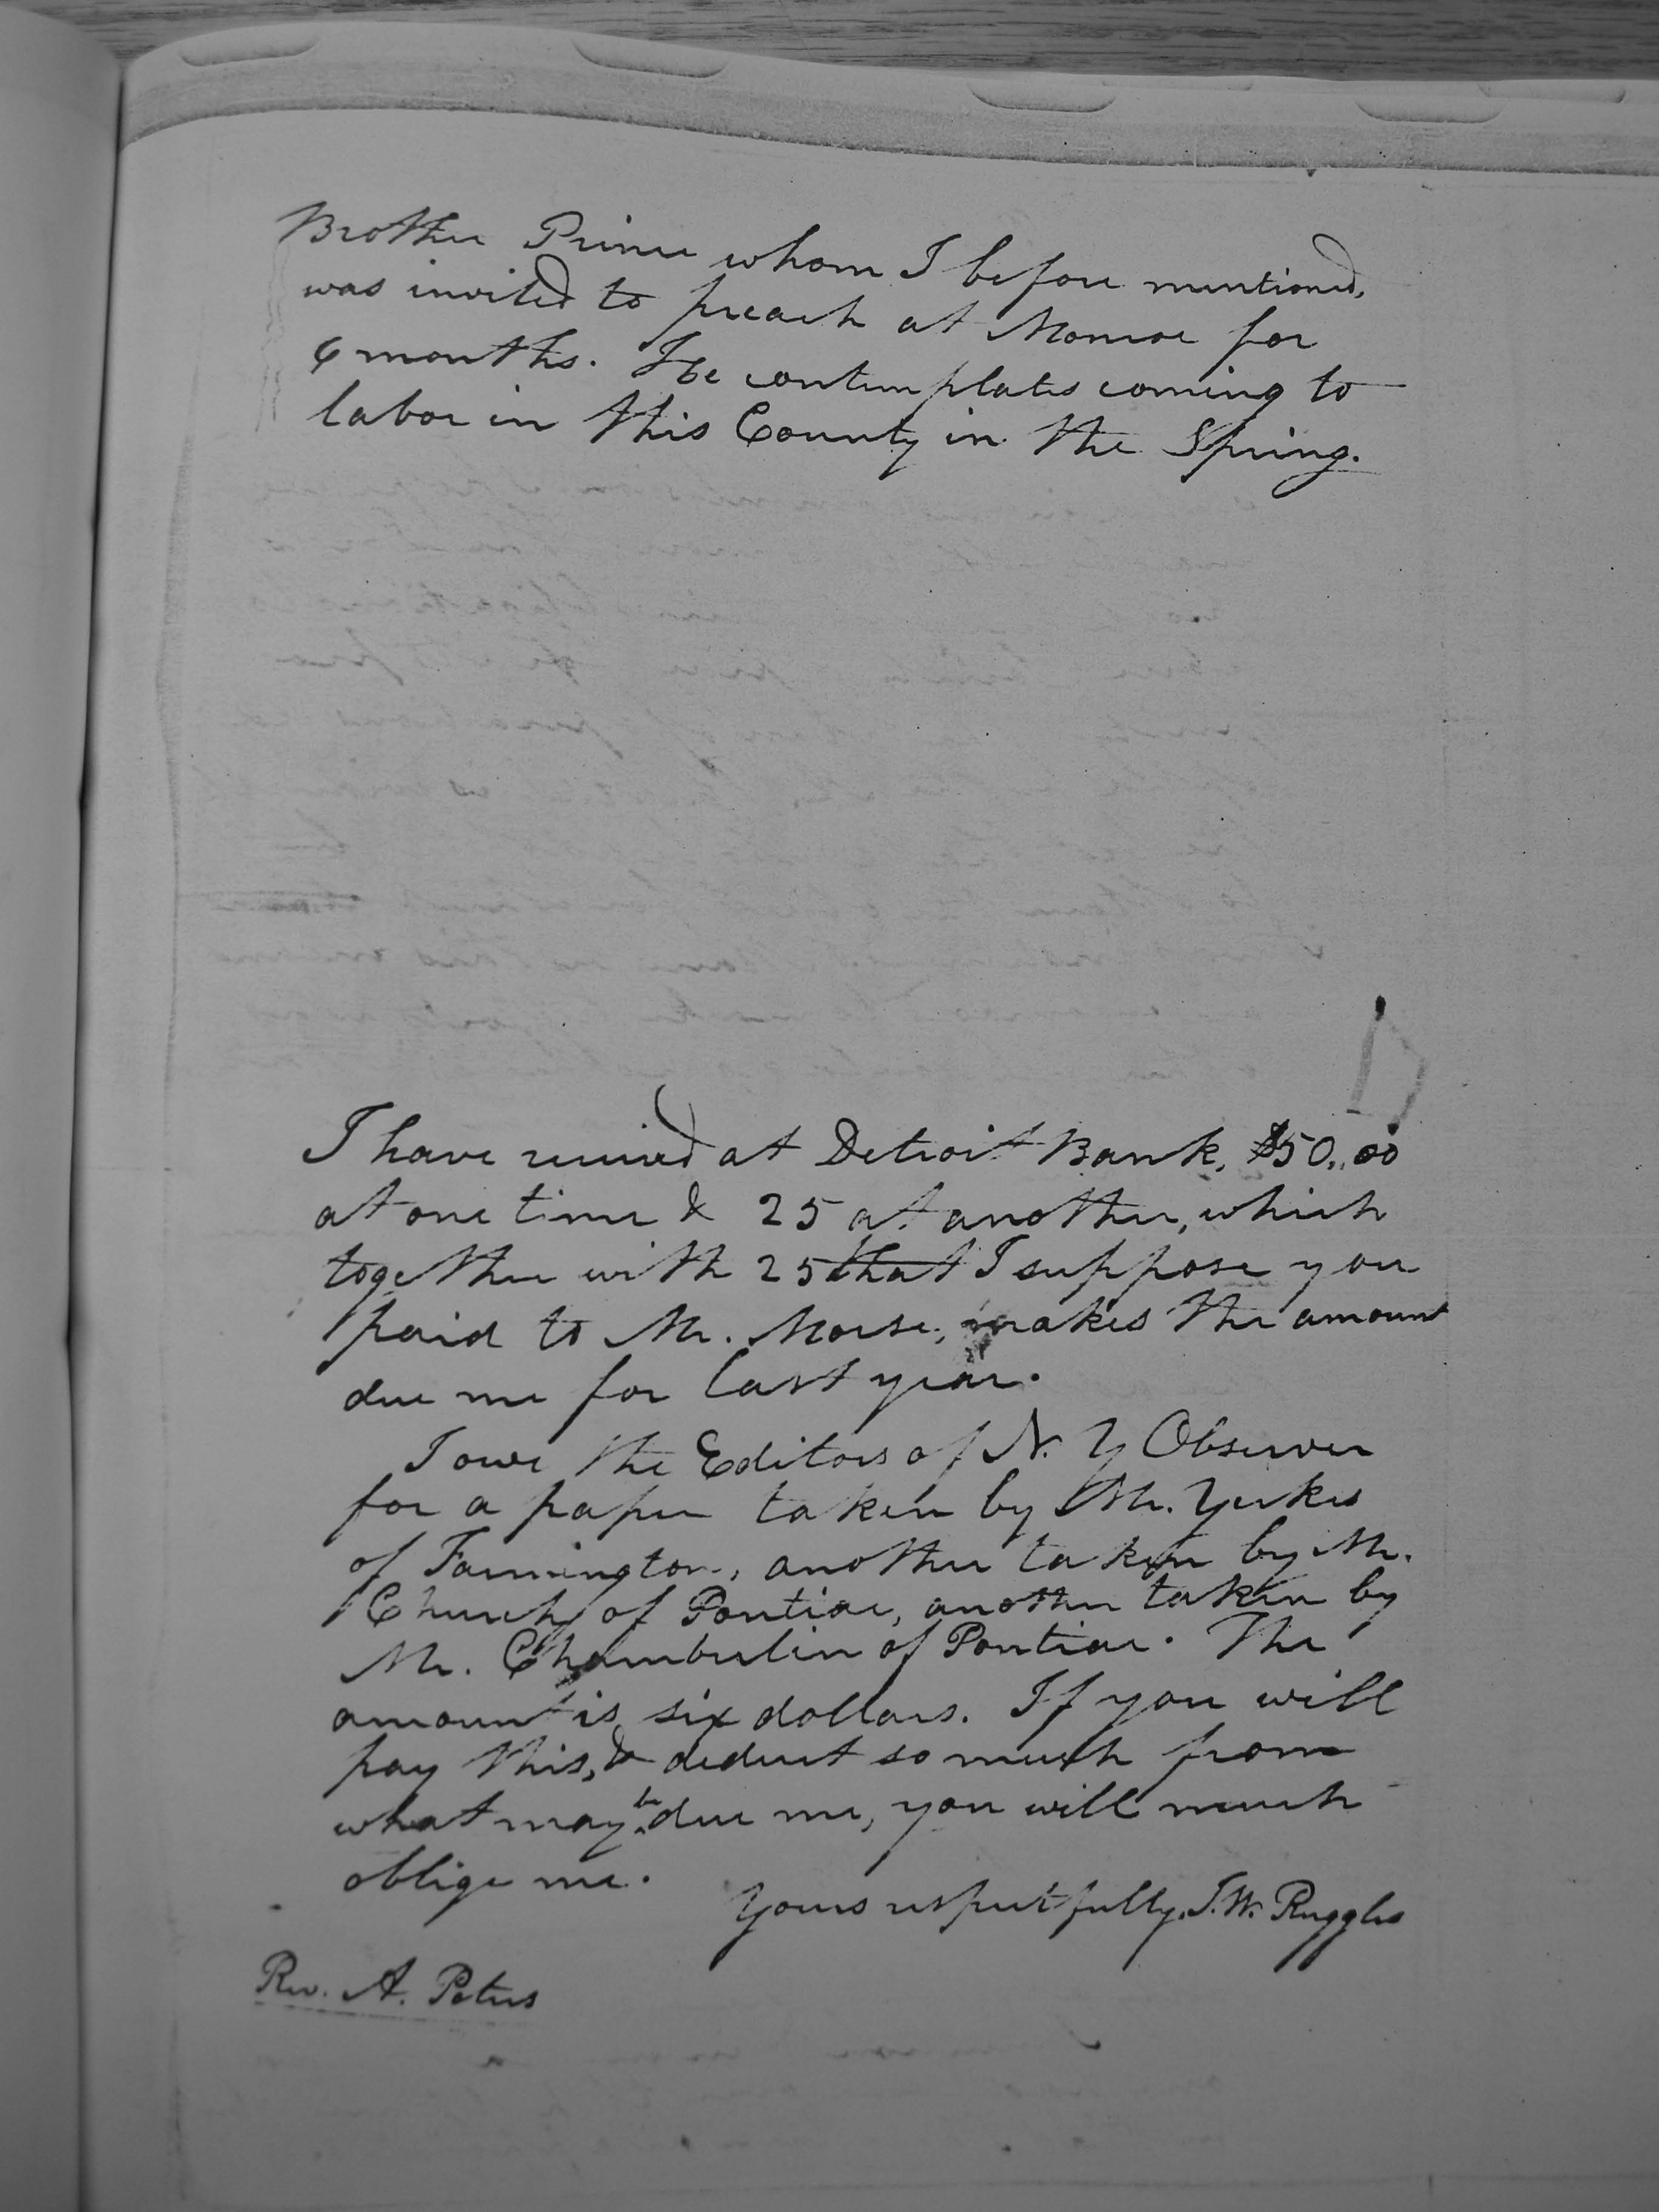 Brother Prince whom I before mentioned,
was invited to preach at Monroe for
6 months. He contemplates coming to
labor in this County in the Spring.
I have received at Detroit Bank, $50,,00
at one time & 25 at another, which
together with 25 that I suppose you
paid to Mr. Morse, makes the amount
due me for last year.
I owe the Editors of N. Y Observer
for a paper taken by Mr. Yerkes
of Farmington, another taken by Mr.
Church of Pontiac, another taken by
Mr. Chamberlin of Pontiac. The
amount is six dollars. If you will
pay this, & deduct so much from
what may be due me, you will much
oblige me.
Yours respectfully, I. W. Ruggles
Rev. A. Peters